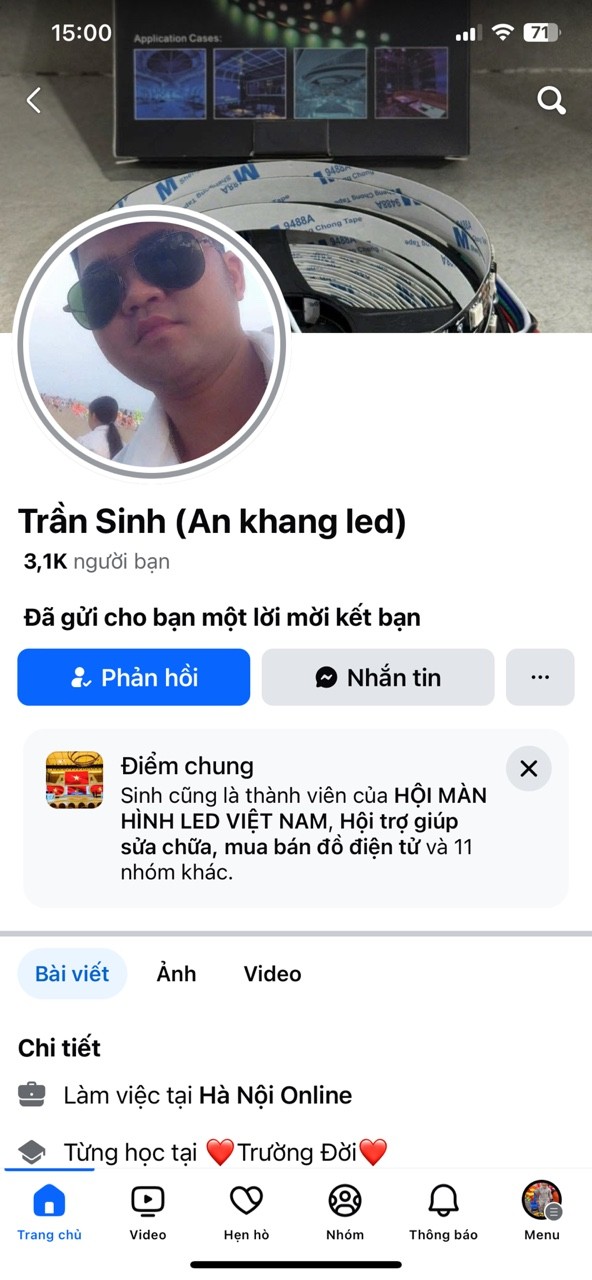 15:00
71
Application Cases:
9488A
9488A
Chong Tape
9488A
Trần Sinh (An khang led)
3,1K người bạn
Đã gửi cho bạn một lời mời kết bạn
Phản hồi
Nhắn tin
Điểm chung
Sinh cũng là thành viên của HỘI MÀN
HÌNH LED VIỆT NAM, Hội trợ giúp
sửa chữa, mua bán đồ điện tử và 11
nhóm khác.
Bài viết
Ảnh
Video
Chi tiết
Làm việc tại Hà Nội Online
Từng học tại ❤️Trường Đời❤️
Trang chủ
Video
Hẹn hò
Nhóm
Thông báo
Menu